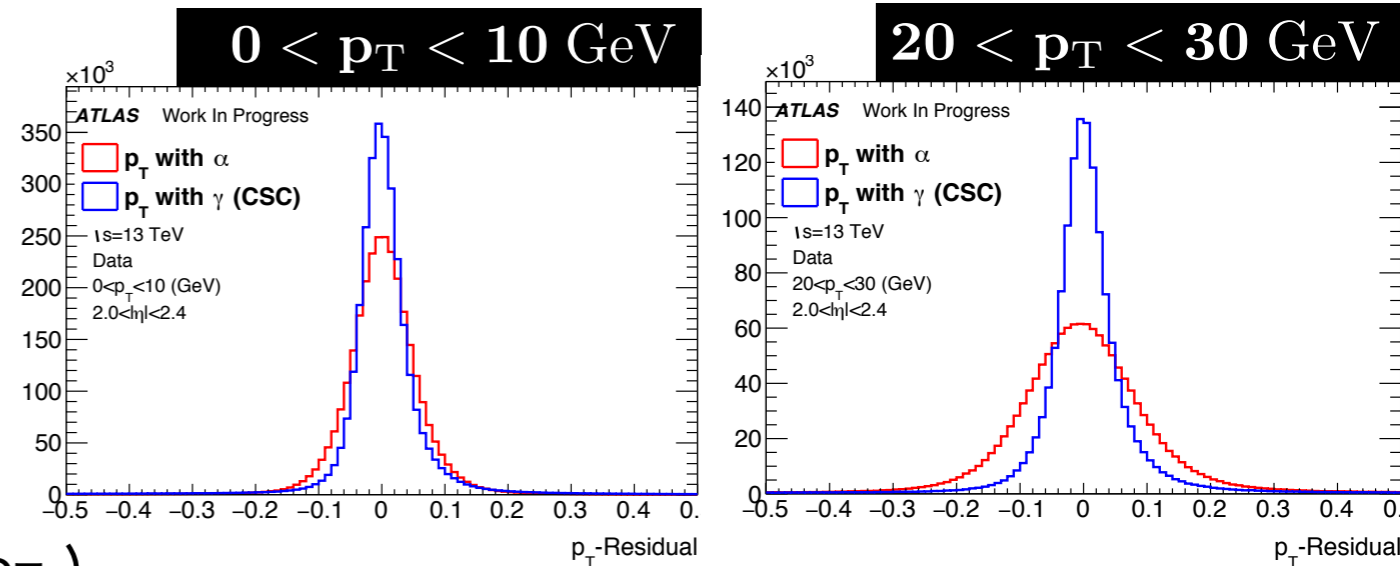 0 < pT < 10 GeV
×10³
ATLAS Work In Progress
pT with α
pT with γ (CSC)
√s=13 TeV
Data
0<pT<10 (GeV)
2.0<|η|<2.4
350
300
250
200
150
100
50
0
−0.5 −0.4 −0.3 −0.2 −0.1 0 0.1 0.2 0.3 0.4 0.
pT-Residual
20 < pT < 30 GeV
×10³
ATLAS Work In Progress
pT with α
pT with γ (CSC)
√s=13 TeV
Data
20<pT<30 (GeV)
2.0<|η|<2.4
140
120
100
80
60
40
20
0
−0.5 −0.4 −0.3 −0.2 −0.1 0 0.1 0.2 0.3 0.4 0.
pT-Residual